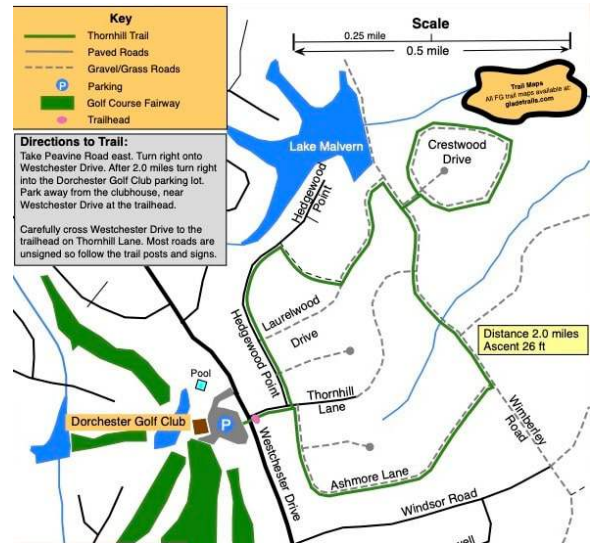 Key
Thornhill Trail
Paved Roads
Gravel/Grass Roads
P
Parking
Golf Course Fairway
Trailhead
Scale
0.25 mile
0.5 mile
Trail Maps
All FG trail maps available at:
gladetrails.com
Directions to Trail:
Take Peavine Road east. Turn right onto
Westchester Drive. After 2.0 miles turn right
into the Dorchester Golf Club parking lot.
Park away from the clubhouse, near
Westchester Drive at the trailhead.
Carefully cross Westchester Drive to the
trailhead on Thornhill Lane. Most roads are
unsigned so follow the trail posts and signs.
Lake Malvern
Crestwood
Drive
Hedgewood
Point
Laurelwood
Drive
Hedgewood Point
Distance 2.0 miles
Ascent 26 ft
Pool
Thornhill
Lane
Dorchester Golf Club
P
Westchester Drive
Wimberley
Road
Ashmore Lane
Windsor Road
well